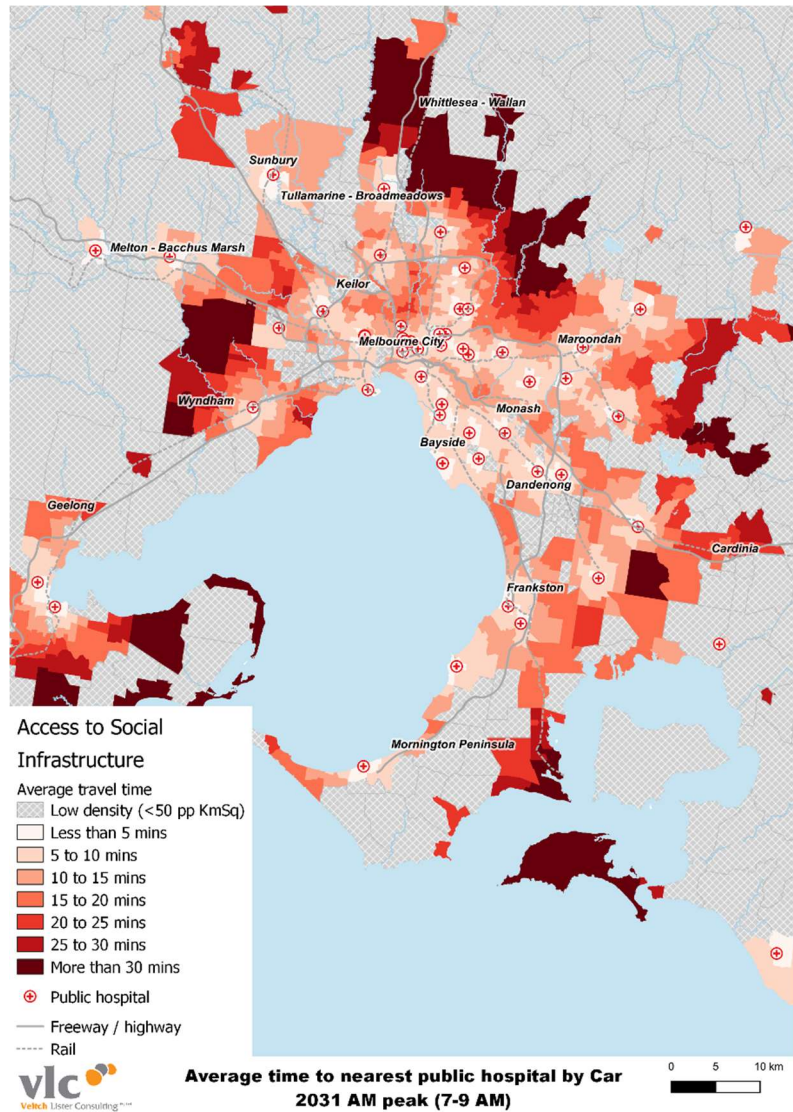 Whittlesea - Wallan
Sunbury
Tullamarine - Broadmeadows
Melton - Bacchus Marsh
Keilor
Melbourne City
Maroondah
Wyndham
Monash
Bayside
Dandenong
Geelong
Cardinia
Frankston
Mornington Peninsula
Access to Social
Infrastructure
Average travel time
Low density (<50 pp KmSq)
Less than 5 mins
5 to 10 mins
10 to 15 mins
15 to 20 mins
20 to 25 mins
25 to 30 mins
More than 30 mins
Public hospital
Freeway / highway
Rail
vlc
Veitch Lister Consulting
Average time to nearest public hospital by Car
2031 AM peak (7-9 AM)
0 5 10 km